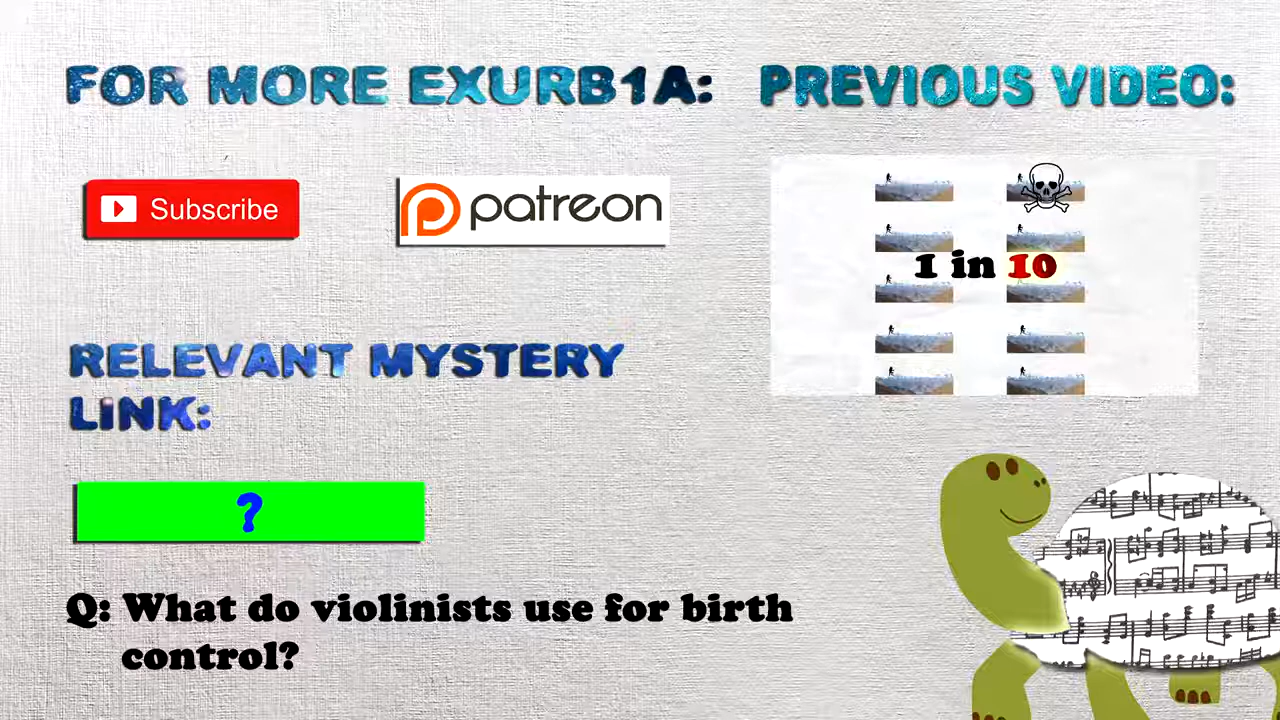 FOR MORE EXURB1A:
PREVIOUS VIDEO:
Subscribe
patreon
1 in 10
RELEVANT MYSTERY
LINK:
?
Q: What do violinists use for birth
control?